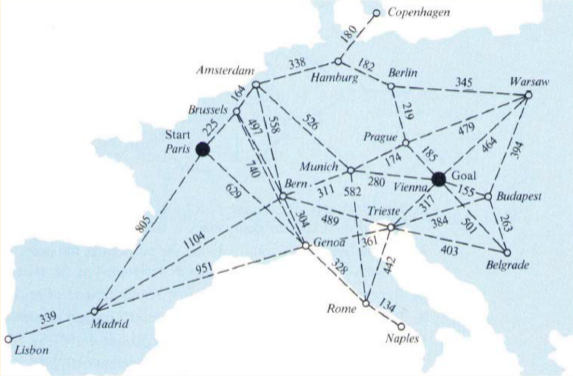 Copenhagen
180
338
182
Hamburg
Berlin
Amsterdam
345
Warsaw
164
Brussels
558
497
526
219
479
464
394
Start
Paris
225
Prague
174
185
740
Munich
280
Goal
Vienna
629
Bern
311
582
155
Budapest
317
304
489
Trieste
384
501
263
Genoa
361
805
1104
403
Belgrade
951
328
442
339
Madrid
Rome
134
Naples
Lisbon